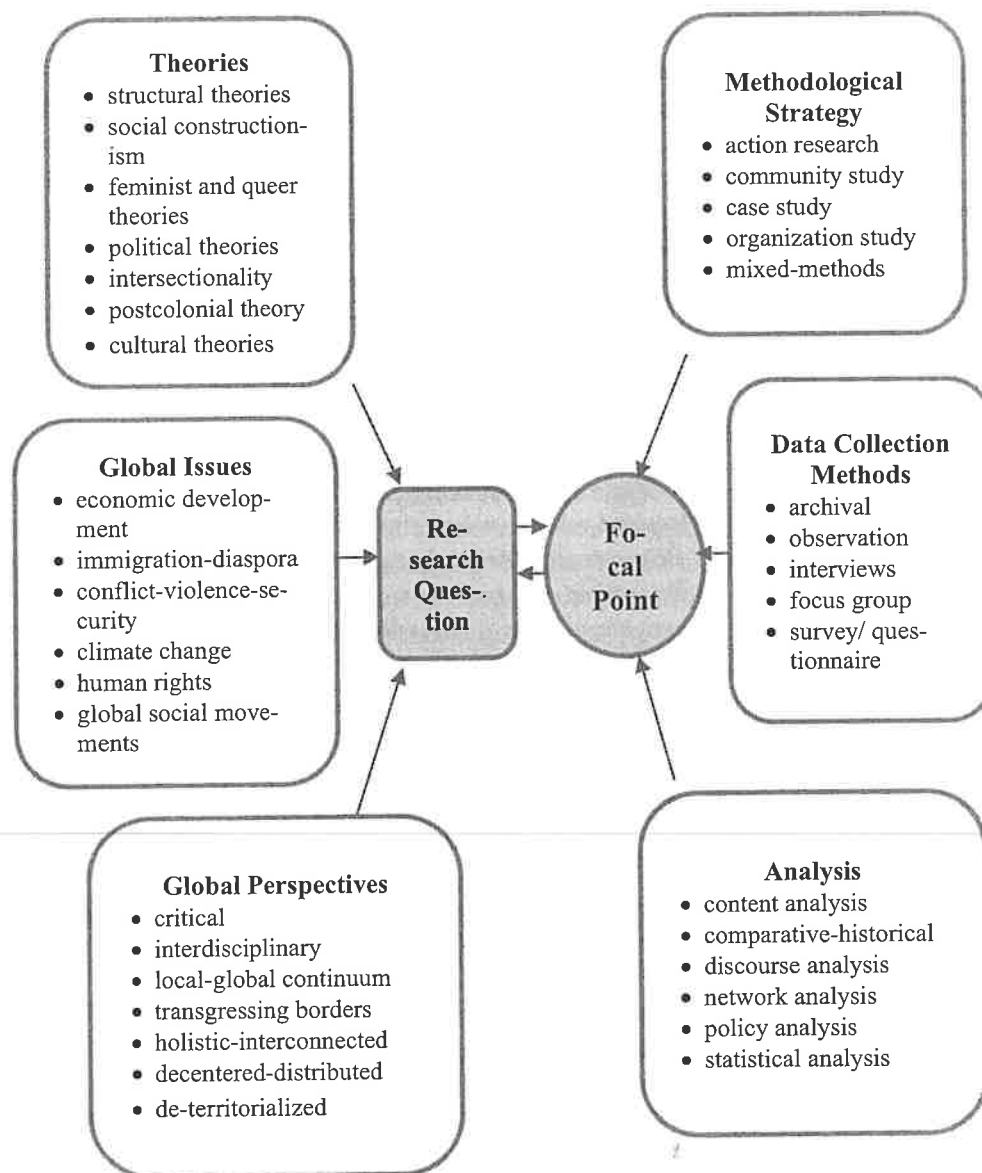 Theories
• structural theories
• social construction-
ism
• feminist and queer
theories
• political theories
• intersectionality
• postcolonial theory
• cultural theories
Methodological
Strategy
• action research
• community study
• case study
• organization study
• mixed-methods
Global Issues
• economic develop-
ment
• immigration-diaspora
• conflict-violence-se-
curity
• climate change
• human rights
• global social move-
ments
Re-
search
Ques-
tion
Fo-
cal
Point
Data Collection
Methods
• archival
• observation
• interviews
• focus group
• survey/ ques-
tionnaire
Global Perspectives
• critical
• interdisciplinary
• local-global continuum
• transgressing borders
• holistic-interconnected
• decentered-distributed
• de-territorialized
Analysis
• content analysis
• comparative-historical
• discourse analysis
• network analysis
• policy analysis
• statistical analysis